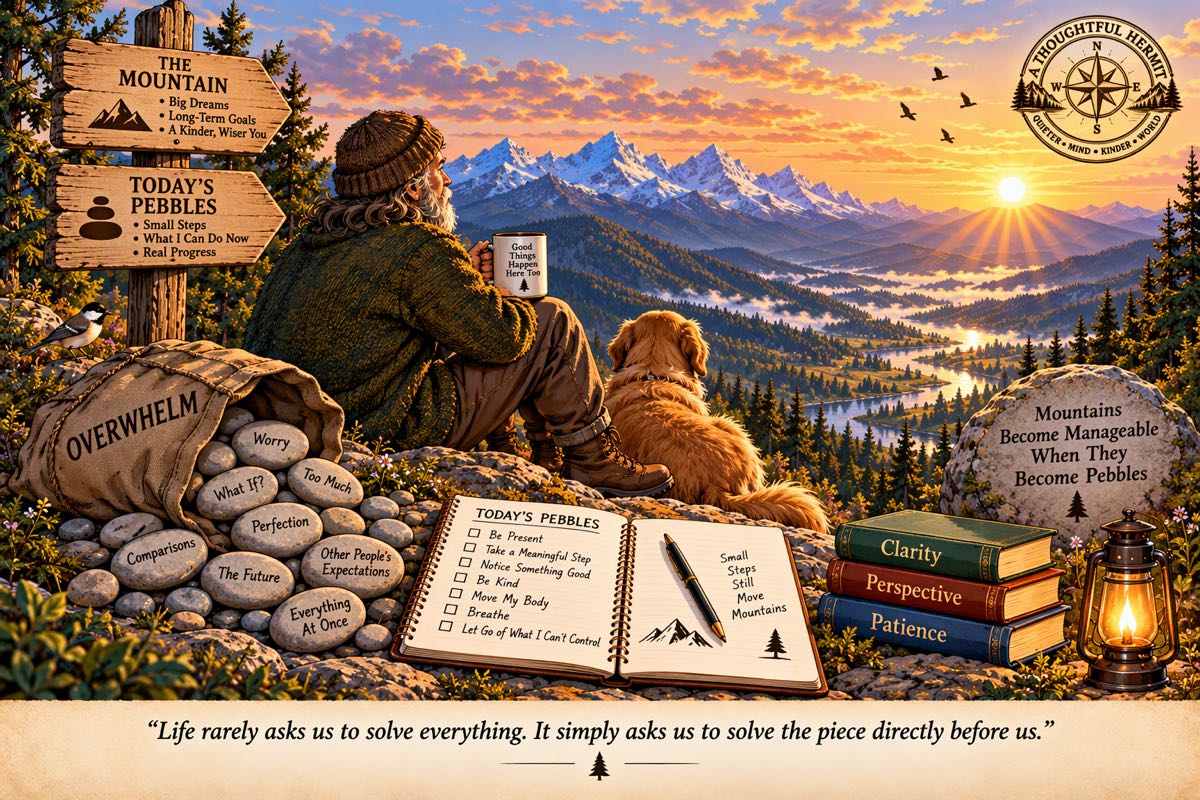 THE
MOUNTAIN
• Big Dreams
• Long-Term Goals
• A Kinder, Wiser You
TODAY'S
PEBBLES
• Small Steps
• What I Can Do Now
• Real Progress
A THOUGHTFUL HERMIT
N
W E
S
QUIETER • MIND • KINDER • WORLD
Good
Things
Happen
Here Too
OVERWHELM
Worry
What If?
Too Much
Perfection
Comparisons
The Future
Other People's
Expectations
Everything
At Once
TODAY'S PEBBLES
Be Present
Take a Meaningful Step
Notice Something Good
Be Kind
Move My Body
Breathe
Let Go of What I Can't Control
Small
Steps
Still
Move
Mountains
Mountains
Become Manageable
When They
Become Pebbles
Clarity
Perspective
Patience
“Life rarely asks us to solve everything. It simply asks us to solve the piece directly before us.”